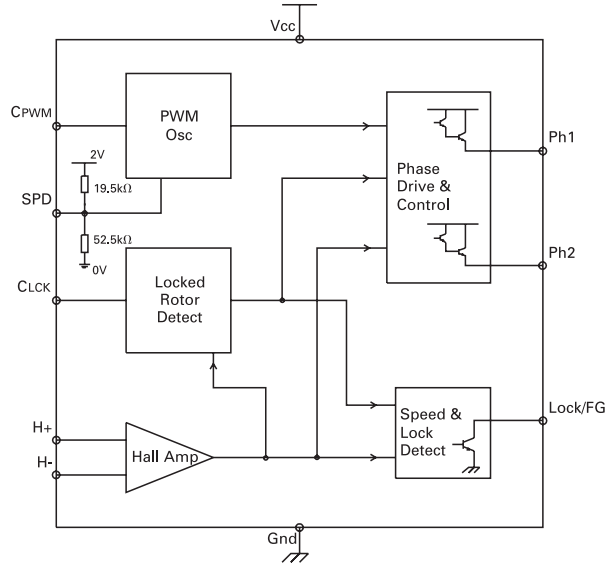 Vcc
CPWM
PWM
Osc
Ph1
2V
19.5kΩ
SPD
Phase
Drive &
Control
52.5kΩ
0V
Ph2
CLCK
Locked
Rotor
Detect
Lock/FG
Speed &
Lock
Detect
H+
H-
Hall Amp
Gnd